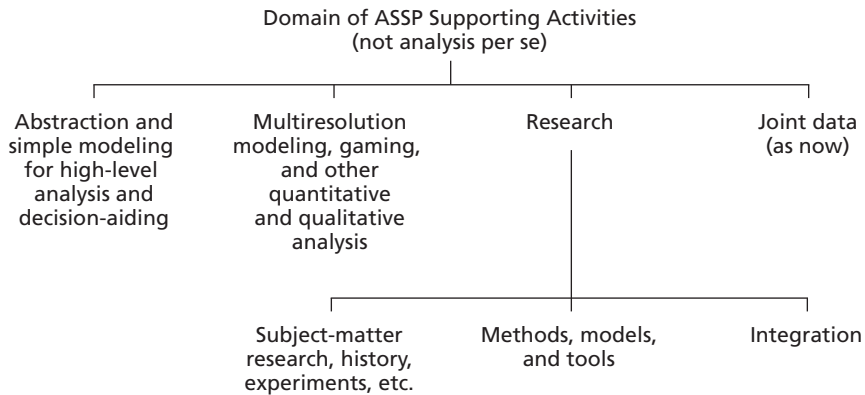 Domain of ASSP Supporting Activities
(not analysis per se)
Abstraction and
simple modeling
for high-level
analysis and
decision-aiding
Multiresolution
modeling, gaming,
and other
quantitative
and qualitative
analysis
Research
Joint data
(as now)
Subject-matter
research, history,
experiments, etc.
Methods, models,
and tools
Integration